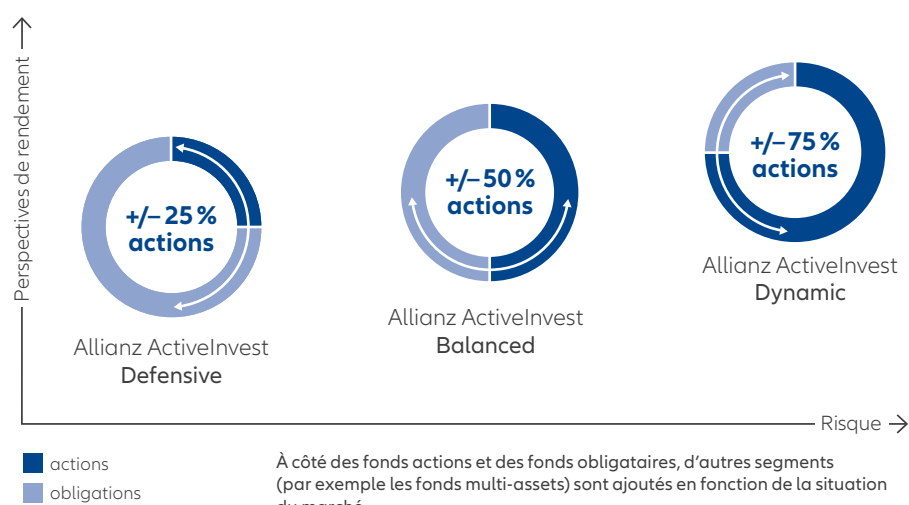 Perspectives de rendement
+/– 25 %
actions
Allianz ActiveInvest
Defensive
+/– 50 %
actions
Allianz ActiveInvest
Balanced
+/– 75 %
actions
Allianz ActiveInvest
Dynamic
Risque
actions
obligations
À côté des fonds actions et des fonds obligataires, d’autres segments
(par exemple les fonds multi-assets) sont ajoutés en fonction de la situation
du marché